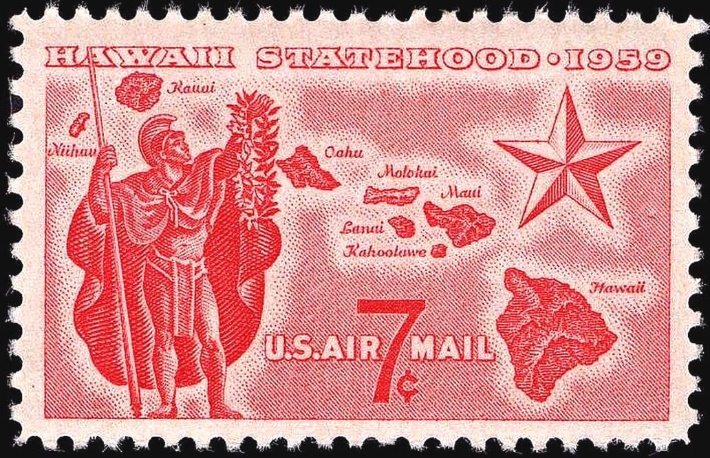 HAWAII STATEHOOD · 1959
Kauai
Niihau
Oahu
Molokai
Maui
Lanai
Kahoolawe
Hawaii
7¢
U.S. AIR MAIL